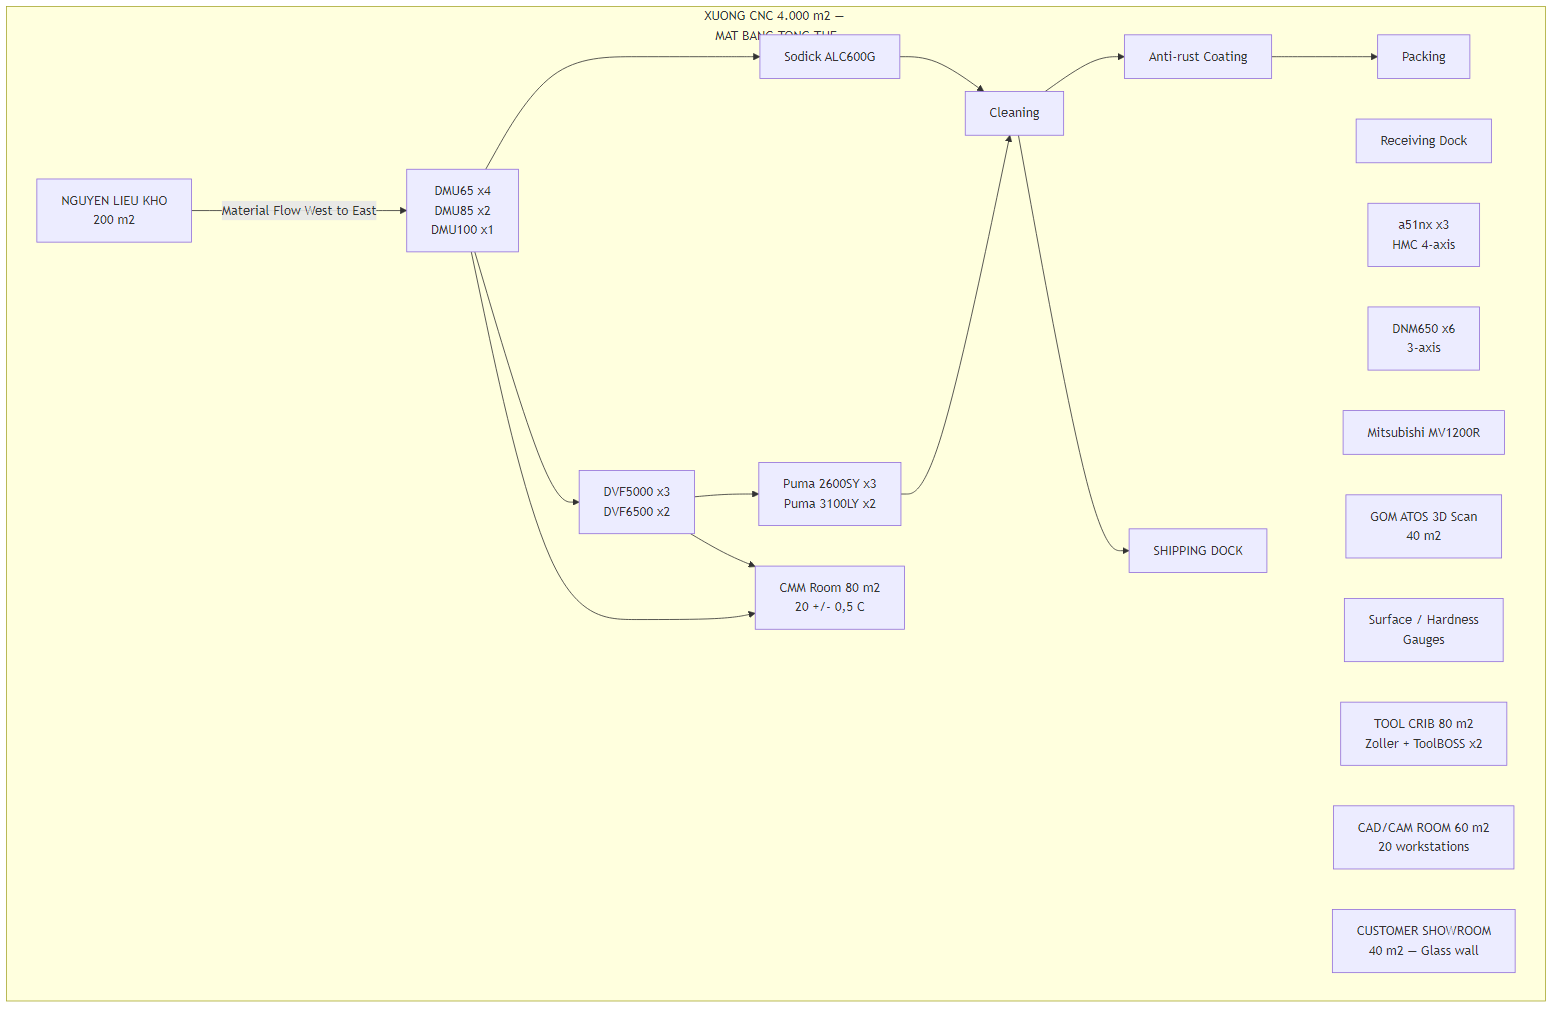 XUONG CNC 4.000 m2 —
MAT BANG TONG THE
Sodick ALC600G
Anti-rust Coating
Packing
Cleaning
Receiving Dock
NGUYEN LIEU KHO
200 m2
Material Flow West to East
DMU65 x4
DMU85 x2
DMU100 x1
a51nx x3
HMC 4-axis
DNM650 x6
3-axis
Mitsubishi MV1200R
DVF5000 x3
DVF6500 x2
Puma 2600SY x3
Puma 3100LY x2
GOM ATOS 3D Scan
40 m2
SHIPPING DOCK
CMM Room 80 m2
20 +/- 0,5 C
Surface / Hardness
Gauges
TOOL CRIB 80 m2
Zoller + ToolBOSS x2
CAD/CAM ROOM 60 m2
20 workstations
CUSTOMER SHOWROOM
40 m2 — Glass wall